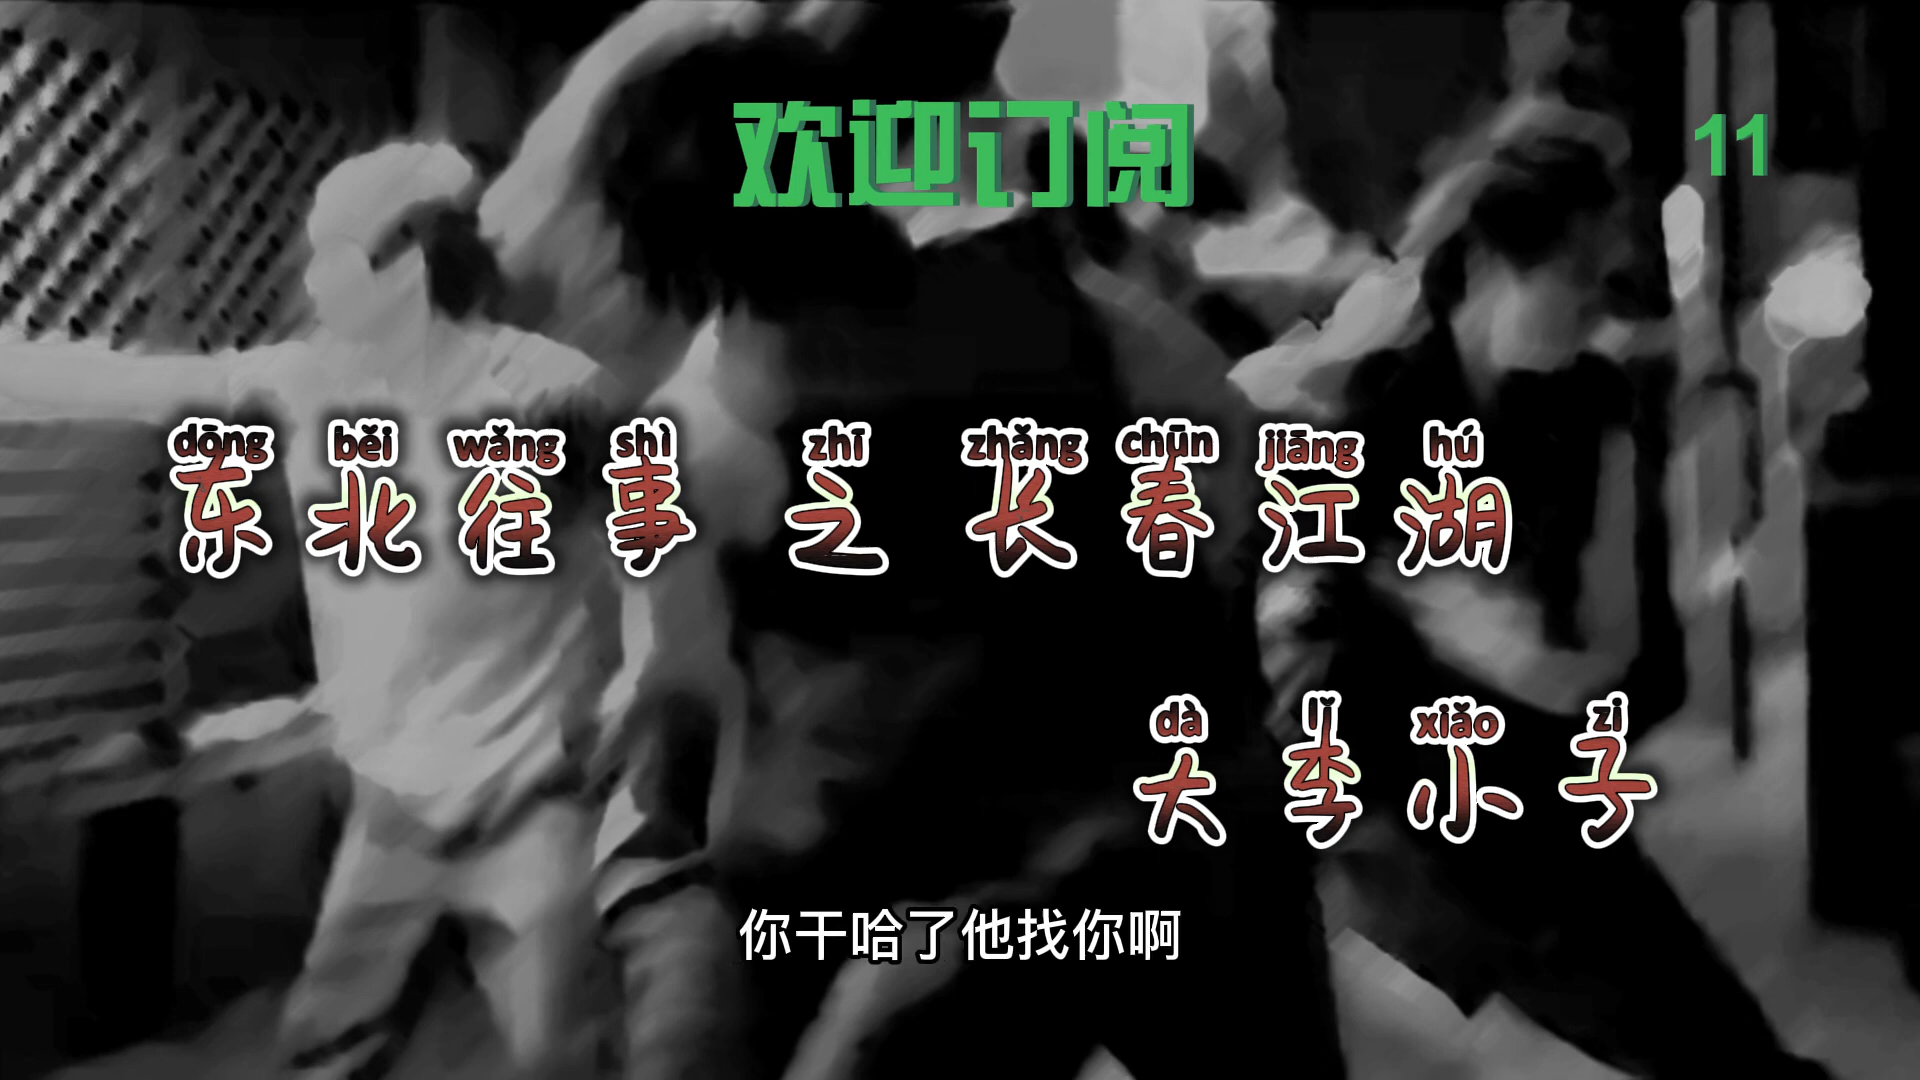 欢迎订阅
11
dōng běi wǎng shì zhī zhǎng chūn jiāng hú
东北往事 之 长春江湖
dà lǐ xiǎo zi
大李小子
你干哈了他找你啊